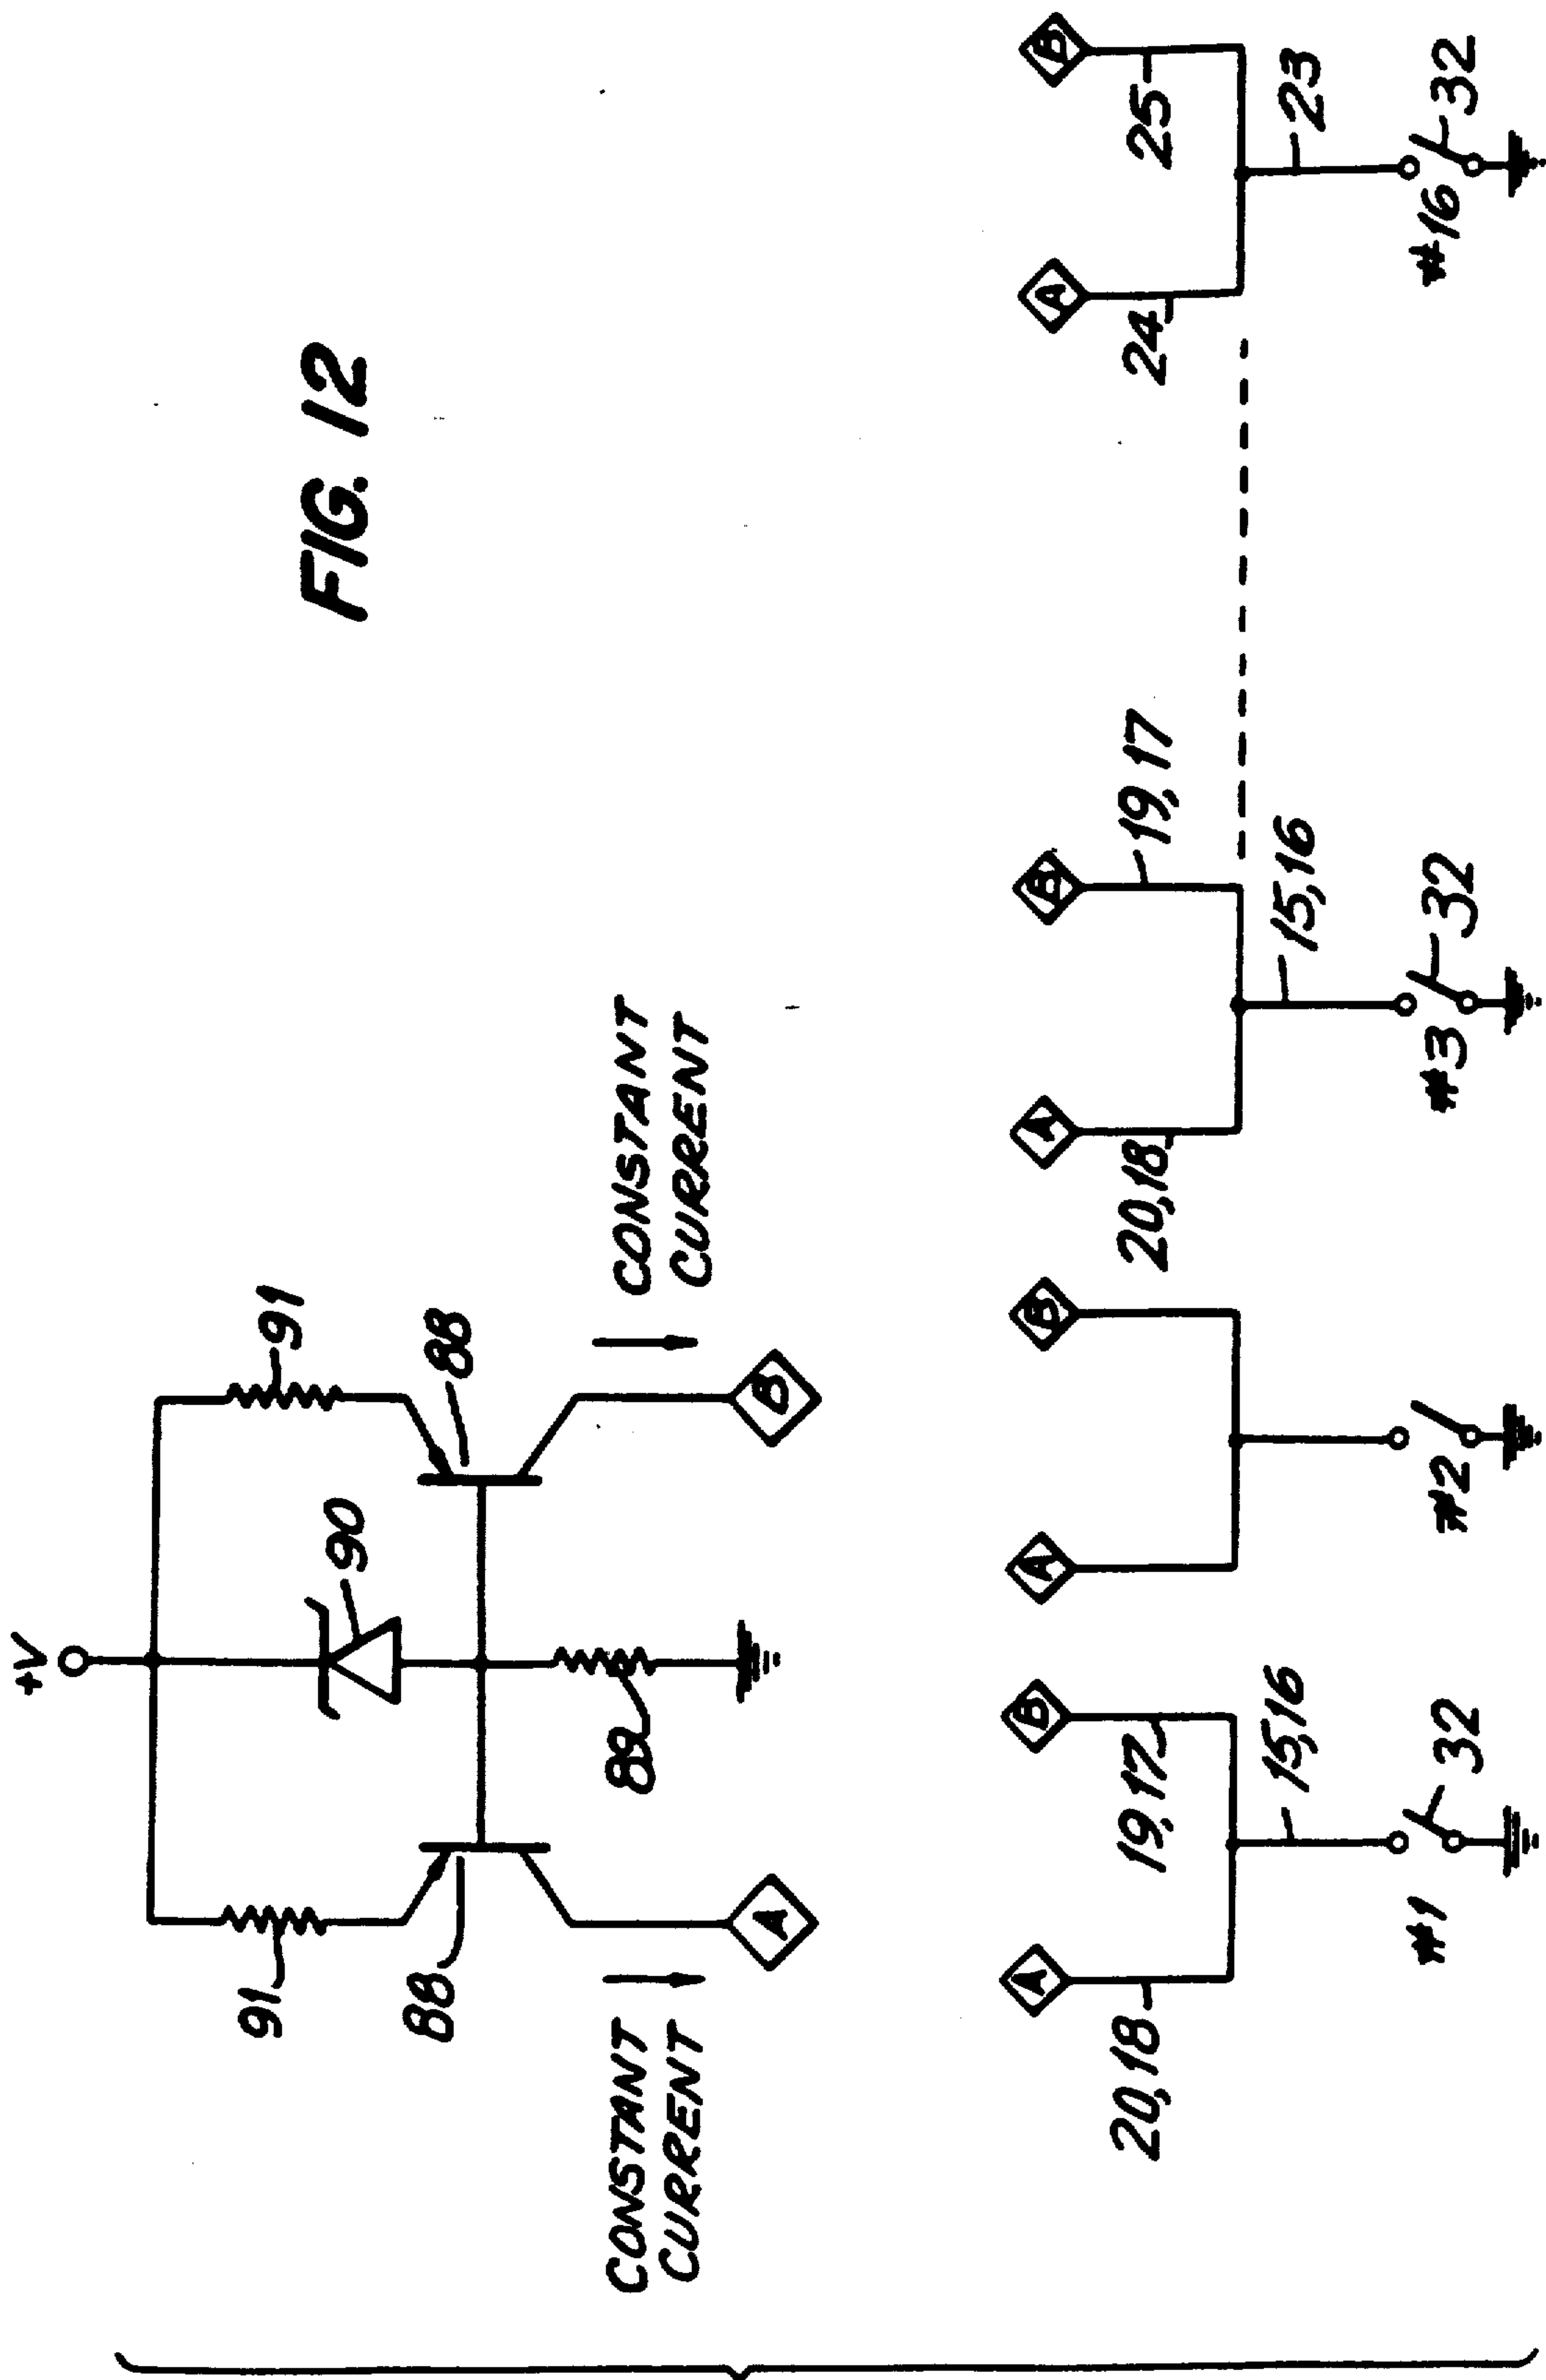 FIG. 12
+V
91
91
90
88
88
89
CONSTANT
CURRENT
CONSTANT
CURRENT
A
B
A
B
A
B
A
B
A
B
20,18
19,17
20,18
19,17
24
25
15,16
15,16
23
#1
32
#2
#3
32
#16
32